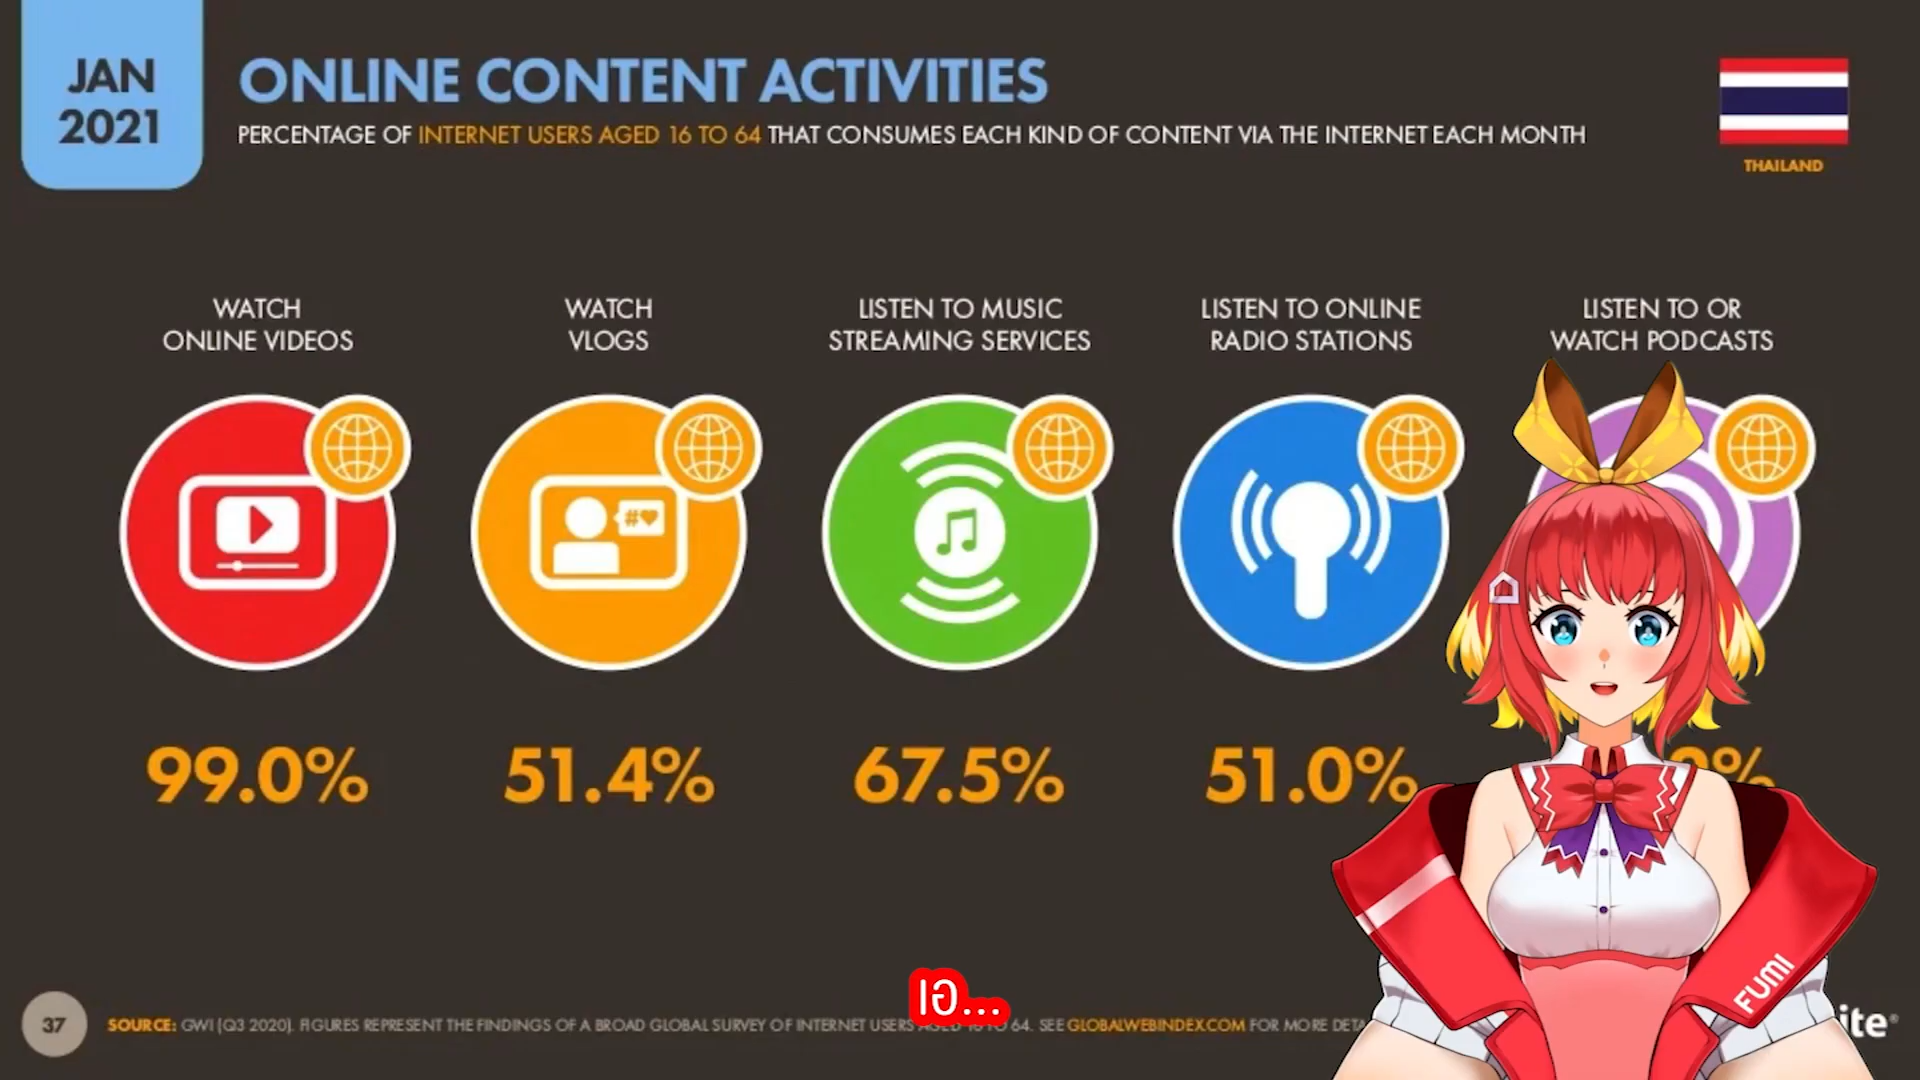 JAN
2021
ONLINE CONTENT ACTIVITIES
PERCENTAGE OF INTERNET USERS AGED 16 TO 64 THAT CONSUMES EACH KIND OF CONTENT VIA THE INTERNET EACH MONTH
THAILAND
WATCH
ONLINE VIDEOS
WATCH
VLOGS
LISTEN TO MUSIC
STREAMING SERVICES
LISTEN TO ONLINE
RADIO STATIONS
LISTEN TO OR
WATCH PODCASTS
#
99.0%
51.4%
67.5%
51.0%
FUMI
เอ...
37
SOURCE: GWI (Q3 2020). FIGURES REPRESENT THE FINDINGS OF A BROAD GLOBAL SURVEY OF INTERNET USERS AGED 16 TO 64. SEE GLOBALWEBINDEX.COM FOR MORE